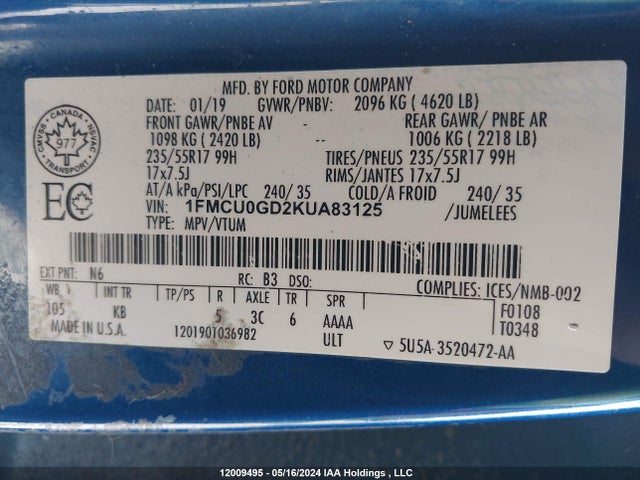 MFD. BY FORD MOTOR COMPANY
DATE: 01/19 GVWR/PNBV: 2096 KG ( 4620 LB)
FRONT GAWR/PNBE AV - REAR GAWR/ PNBE AR
1098 KG ( 2420 LB) -- 1006 KG ( 2218 LB)
235/55R17 99H TIRES/PNEUS 235/55R17 99H
17x7.5J RIMS/JANTES 17x7.5J
AT/A kPa/PSI/LPC 240/ 35 COLD/A FROID 240/ 35
VIN: 1FMCU0GD2KUA83125 /JUMELEES
TYPE: MPV/VTUM
CANADA
CMVSS NSVAC
977
TRANSPORT
EC
EXT PNT: N6 RC: B3 DSO:
COMPLIES: ICES/NMB-002
WB INT TR TP/PS R AXLE TR SPR F0108
105 KB 5 3C 6 AAAA T0348
MADE IN U.S.A. 1201901036982 ULT ▽ 5U5A-3520472-AA
12009495 - 05/16/2024 IAA Holdings , LLC